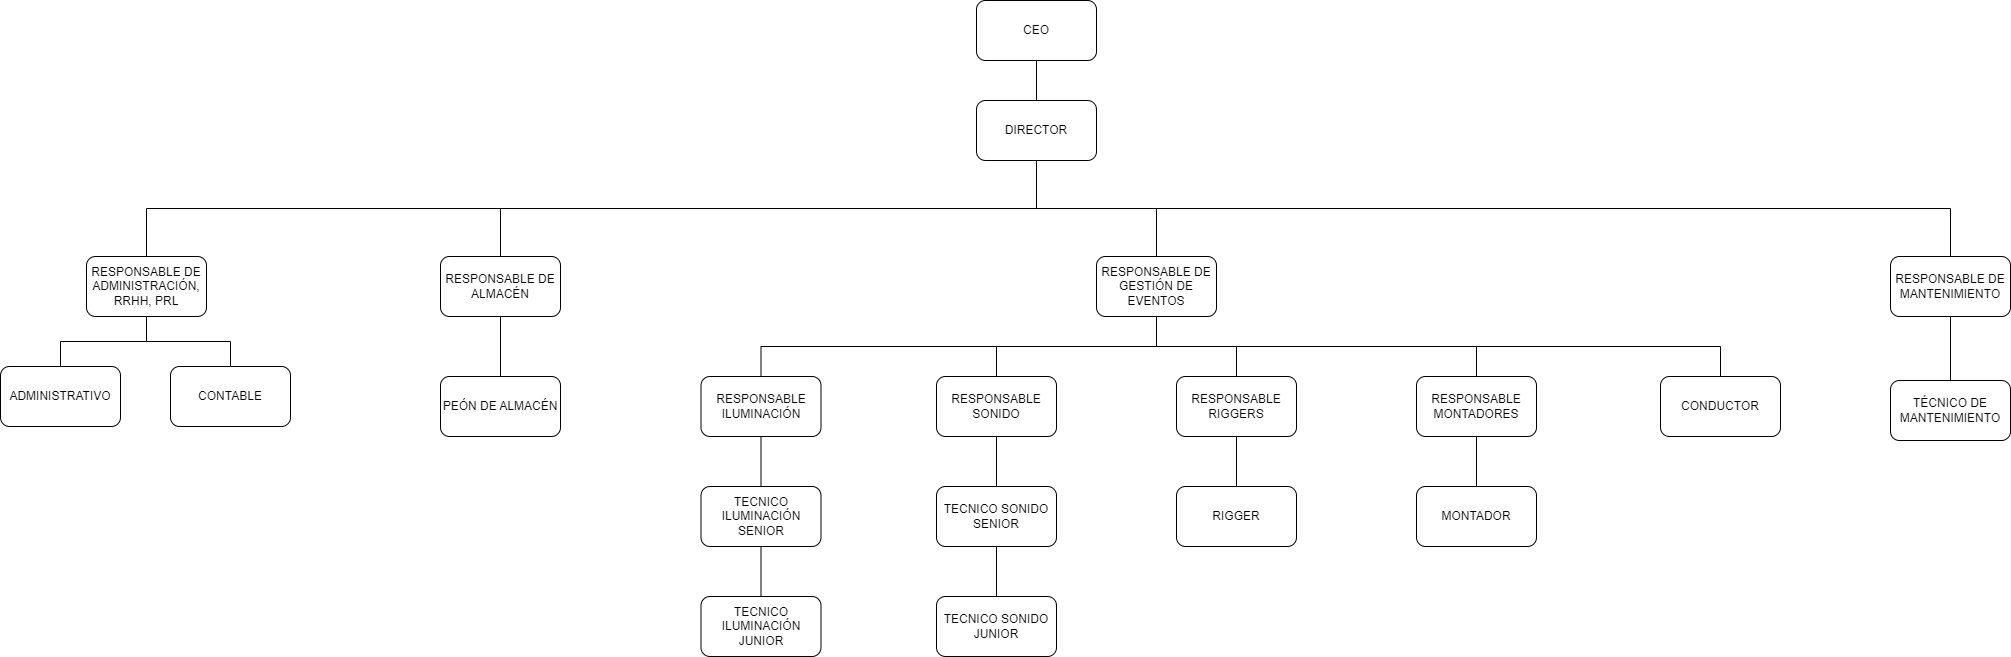 CEO
DIRECTOR
RESPONSABLE DE
ADMINISTRACIÓN,
RRHH, PRL
RESPONSABLE DE
ALMACÉN
RESPONSABLE DE
GESTIÓN DE
EVENTOS
RESPONSABLE DE
MANTENIMIENTO
ADMINISTRATIVO
CONTABLE
PEÓN DE ALMACÉN
RESPONSABLE
ILUMINACIÓN
RESPONSABLE
SONIDO
RESPONSABLE
RIGGERS
RESPONSABLE
MONTADORES
CONDUCTOR
TÉCNICO DE
MANTENIMIENTO
TECNICO
ILUMINACIÓN
SENIOR
TECNICO SONIDO
SENIOR
RIGGER
MONTADOR
TECNICO
ILUMINACIÓN
JUNIOR
TECNICO SONIDO
JUNIOR